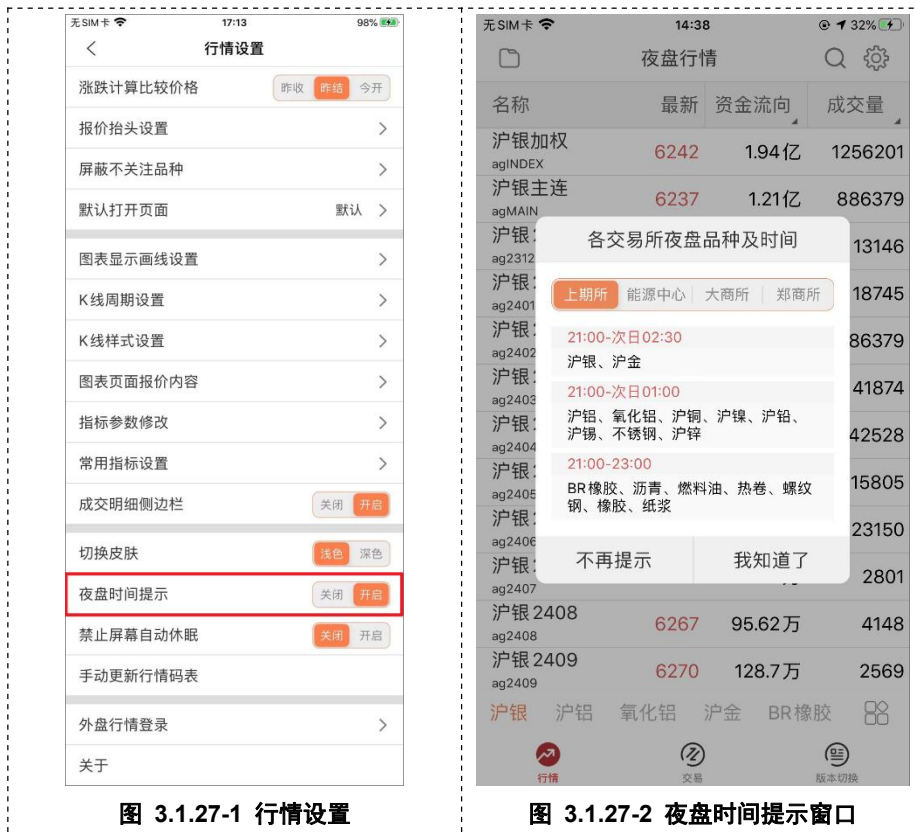 无SIM卡 17:13 98%
行情设置
涨跌计算比较价格 昨收 昨结 今开
报价抬头设置
屏蔽不关注品种
默认打开页面 默认
图表显示画线设置
K线周期设置
K线样式设置
图表页面报价内容
指标参数修改
常用指标设置
成交明细侧边栏 关闭 开启
切换皮肤 浅色 深色
夜盘时间提示 关闭 开启
禁止屏幕自动休眠 关闭 开启
手动更新行情码表
外盘行情登录
关于
图 3.1.27-1 行情设置
无SIM卡 14:38 32%
夜盘行情
名称 最新 资金流向 成交量
沪银加权 6242 1.94亿 1256201
agINDEX
沪银主连 6237 1.21亿 886379
agMAIN
沪银 13146
ag2312
沪银 18745
ag2401
沪银 86379
ag2402
沪银 41874
ag2403
沪银 42528
ag2404
沪银 15805
ag2405
沪银 23150
ag2406
沪银 2801
ag2407
各交易所夜盘品种及时间
上期所 能源中心 大商所 郑商所
21:00-次日02:30
沪银、沪金
21:00-次日01:00
沪铝、氧化铝、沪铜、沪镍、沪铅、
沪锡、不锈钢、沪锌
21:00-23:00
BR橡胶、沥青、燃料油、热卷、螺纹
钢、橡胶、纸浆
不再提示 我知道了
沪银2408 6267 95.62万 4148
ag2408
沪银2409 6270 128.7万 2569
ag2409
沪银 沪铝 氧化铝 沪金 BR橡胶
行情 交易 版本切换
图 3.1.27-2 夜盘时间提示窗口